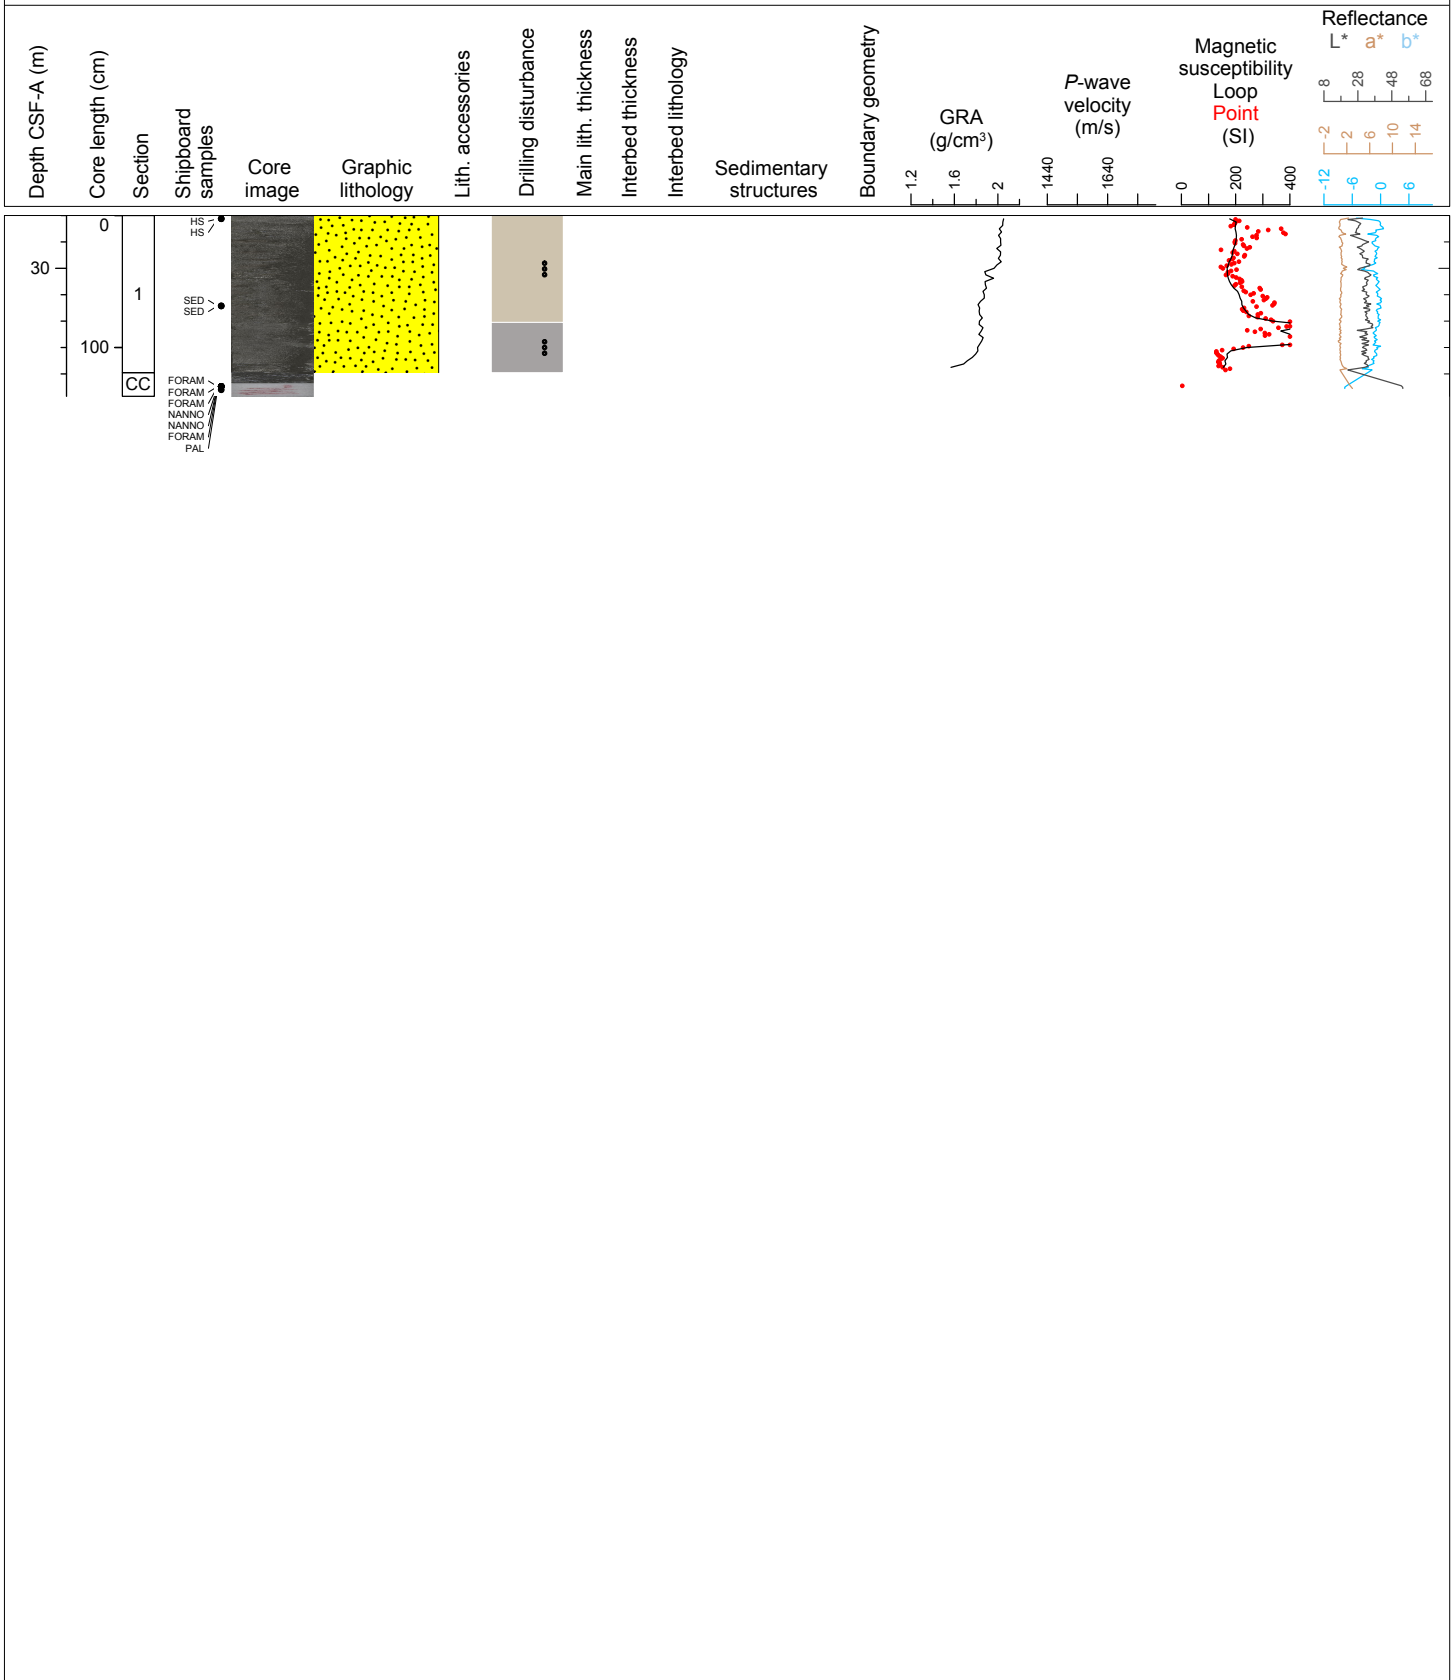 Depth CSF-A (m)
Core length (cm)
Section
Shipboard
samples
Core
image
Graphic
lithology
Lith. accessories
Drilling disturbance
Main lith. thickness
Interbed thickness
Interbed lithology
Sedimentary
structures
Boundary geometry
GRA
(g/cm³)
1.2
1.6
2
P-wave
velocity
(m/s)
1440
1640
Magnetic
susceptibility
Loop
Point
(SI)
0
200
400
Reflectance
L* a* b*
8
28
48
68
-2
2
6
10
14
-12
-6
0
6
0
30
100
1
CC
HS
HS
SED
SED
FORAM
FORAM
FORAM
NANNO
NANNO
FORAM
PAL